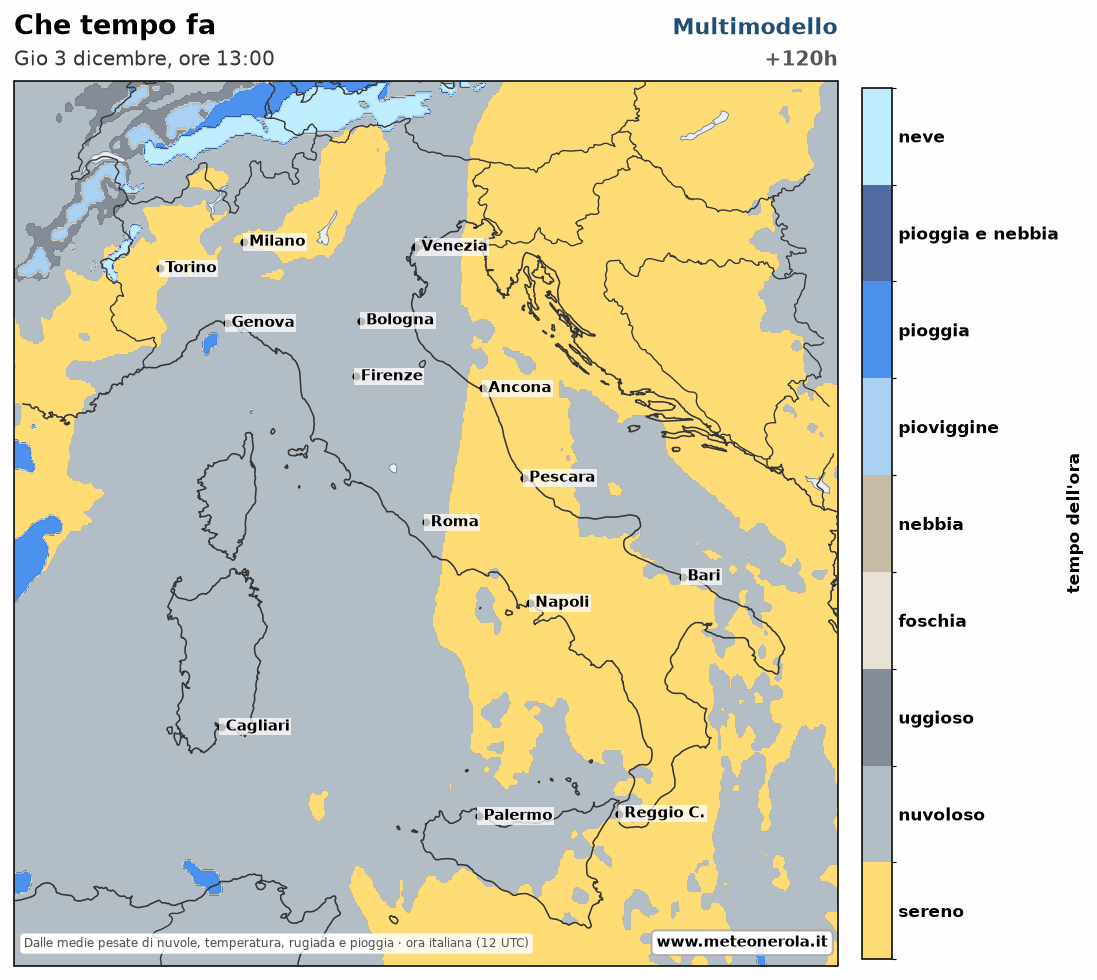 Che tempo fa
Multimodello
Gio 3 dicembre, ore 13:00
+120h
neve
pioggia e nebbia
pioggia
pioviggine
nebbia
foschia
uggioso
nuvoloso
sereno
tempo dell'ora
Milano
Venezia
Torino
Genova
Bologna
Firenze
Ancona
Pescara
Roma
Bari
Napoli
Cagliari
Palermo
Reggio C.
Dalle medie pesate di nuvole, temperatura, rugiada e pioggia · ora italiana (12 UTC)
www.meteonerola.it